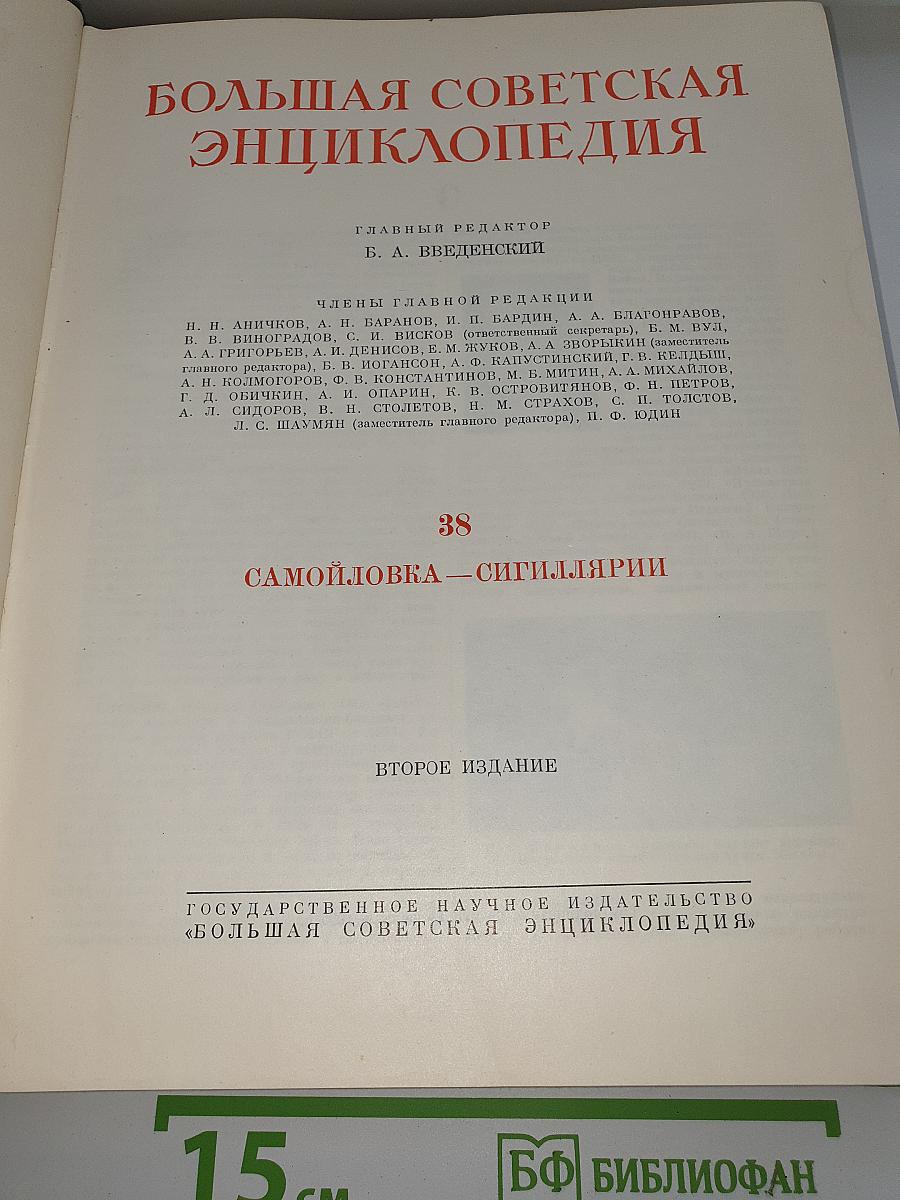 БОЛЬШАЯ СОВЕТСКАЯ
ЭНЦИКЛОПЕДИЯ
ГЛАВНЫЙ РЕДАКТОР
Б. А. ВВЕДЕНСКИЙ
ЧЛЕНЫ ГЛАВНОЙ РЕДАКЦИИ
Н. Н. АНИЧКОВ, А. Н. БАРАНОВ, И. П. БАРДИН, А. А. БЛАГОНРАВОВ,
В. В. ВИНОГРАДОВ, С. И. ВИСКОВ (ответственный секретарь), Б. М. ВУЛ,
А. А. ГРИГОРЬЕВ, А. И. ДЕНИСОВ, Е. М. ЖУКОВ, А. А. ЗВОРЫКИН (заместитель
главного редактора), Б. В. ИОГАНСОН, А. Ф. КАПУСТИНСКИЙ, Г. В. КЕЛДЫШ,
А. Н. КОЛМОГОРОВ, Ф. В. КОНСТАНТИНОВ, М. Б. МИТИН, А. А. МИХАЙЛОВ,
Г. Д. ОБИЧКИН, А. И. ОПАРИН, К. В. ОСТРОВИТЯНОВ, Ф. Н. ПЕТРОВ,
А. Л. СИДОРОВ, В. Н. СТОЛЕТОВ, Н. М. СТРАХОВ, С. П. ТОЛСТОВ,
Л. С. ШАУМЯН (заместитель главного редактора), П. Ф. ЮДИН
38
САМОЙЛОВКА — СИГИЛЛЯРИИ
ВТОРОЕ ИЗДАНИЕ
ГОСУДАРСТВЕННОЕ НАУЧНОЕ ИЗДАТЕЛЬСТВО
«БОЛЬШАЯ СОВЕТСКАЯ ЭНЦИКЛОПЕДИЯ»
15 см
БФ БИБЛИОФАН